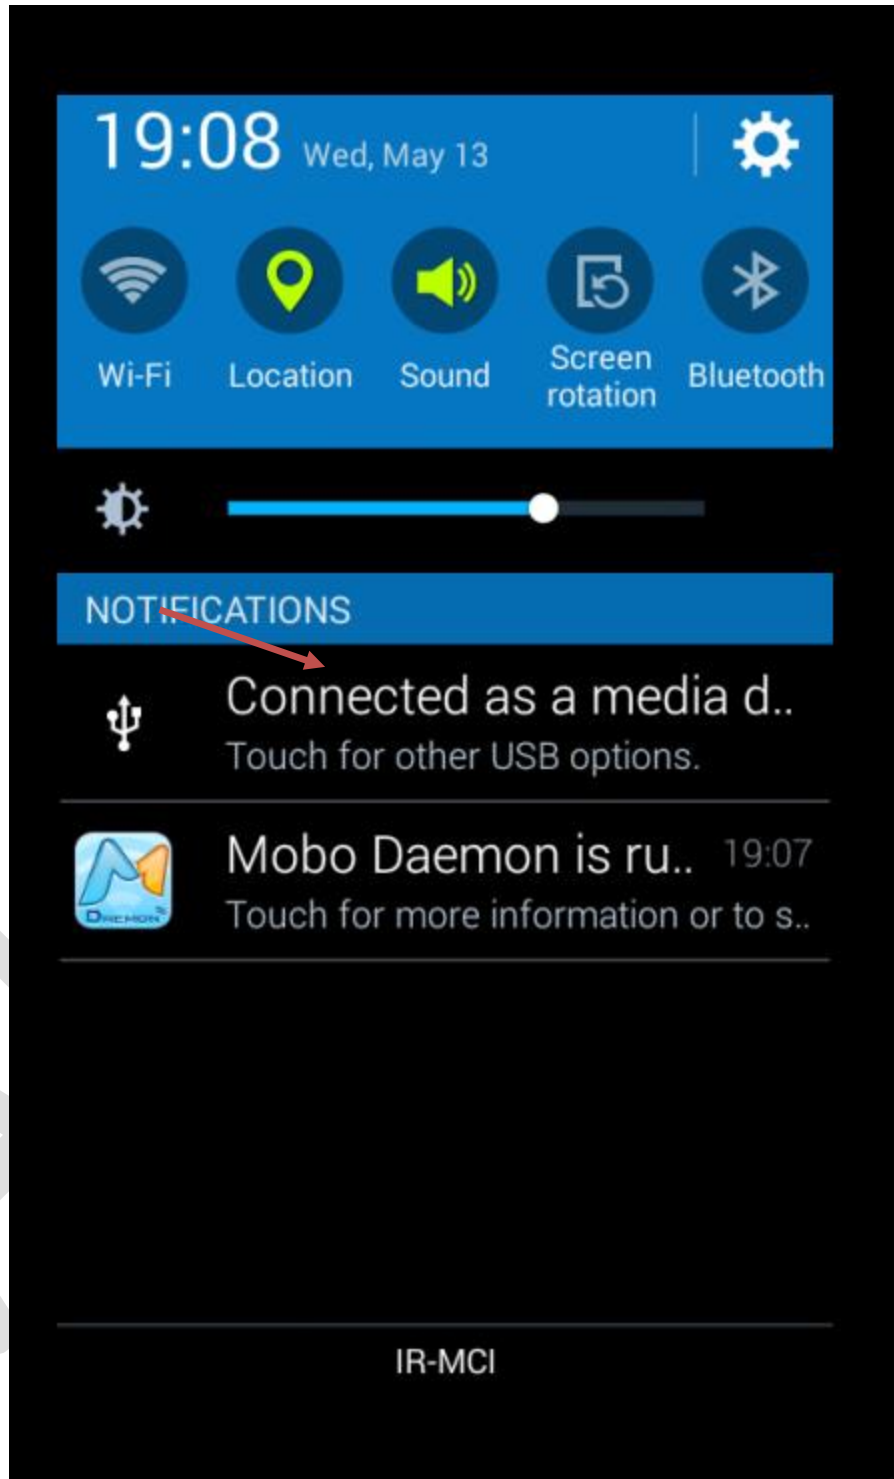 19:08 Wed, May 13
Wi-Fi
Location
Sound
Screen
rotation
Bluetooth
NOTIFICATIONS
Connected as a media d..
Touch for other USB options.
Mobo Daemon is ru.. 19:07
Touch for more information or to s..
DAEMON
IR-MCI